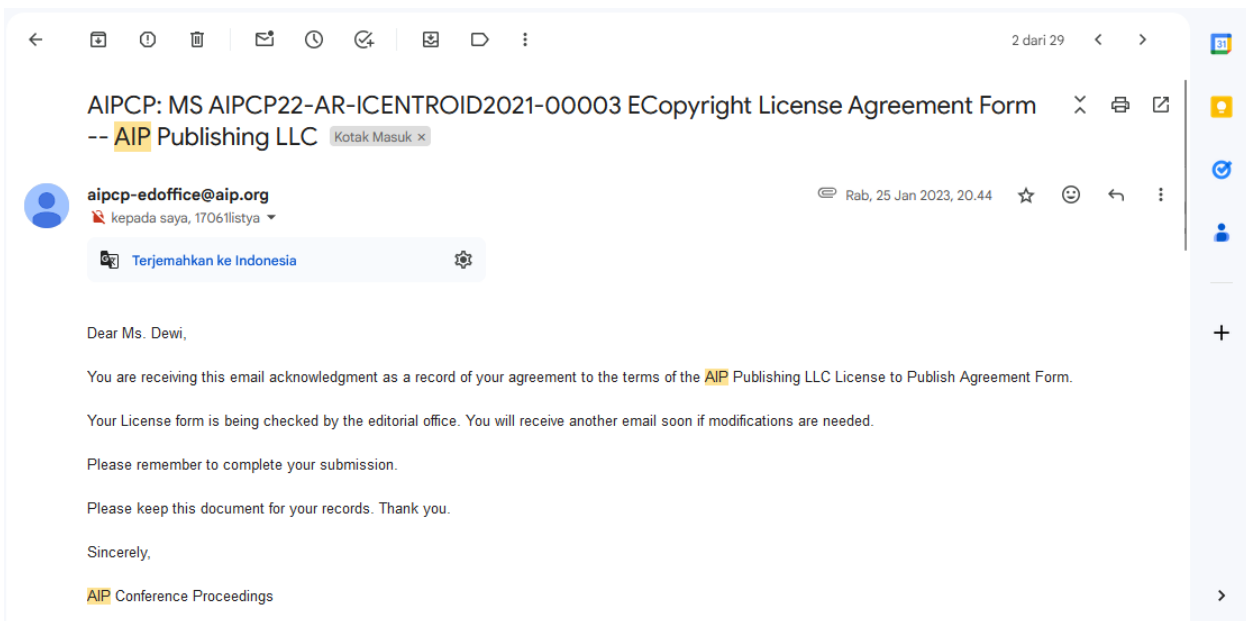 2 dari 29
31
AIPCP: MS AIPCP22-AR-ICENTROID2021-00003 ECopyright License Agreement Form
-- AIP Publishing LLC Kotak Masuk ×
aipcp-edoffice@aip.org
Rab, 25 Jan 2023, 20.44
kepada saya, 17061listya
Terjemahkan ke Indonesia
Dear Ms. Dewi,
You are receiving this email acknowledgment as a record of your agreement to the terms of the AIP Publishing LLC License to Publish Agreement Form.
Your License form is being checked by the editorial office. You will receive another email soon if modifications are needed.
Please remember to complete your submission.
Please keep this document for your records. Thank you.
Sincerely,
AIP Conference Proceedings